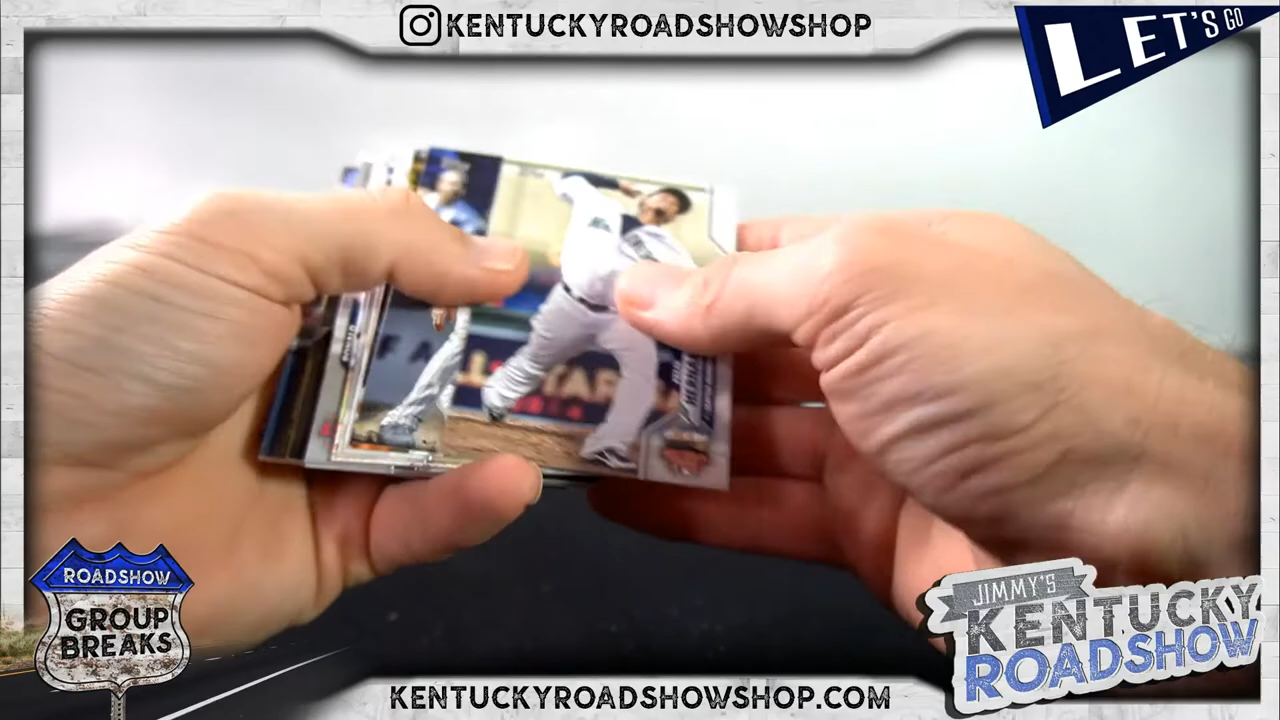 KENTUCKYROADSHOWSHOP
LET'S GO
ROADSHOW
GROUP
BREAKS
JIMMY'S
KENTUCKY
ROADSHOW
KENTUCKYROADSHOWSHOP.COM